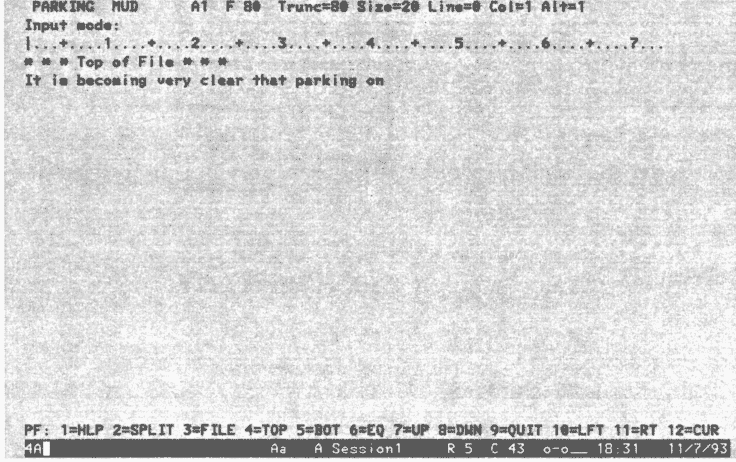 PARKING MUD A1 F 80 Trunc=80 Size=20 Line=0 Col=1 Alt=1
Input mode:
|...+....1....+....2....+....3....+....4....+....5....+....6....+....7...
* * * Top of File * * *
It is becoming very clear that parking on
PF: 1=HLP 2=SPLIT 3=FILE 4=TOP 5=BOT 6=EQ 7=UP 8=DWN 9=QUIT 10=LFT 11=RT 12=CUR
4A Aa A Session1 R 5 C 43 o-o__ 18:31 11/7/93